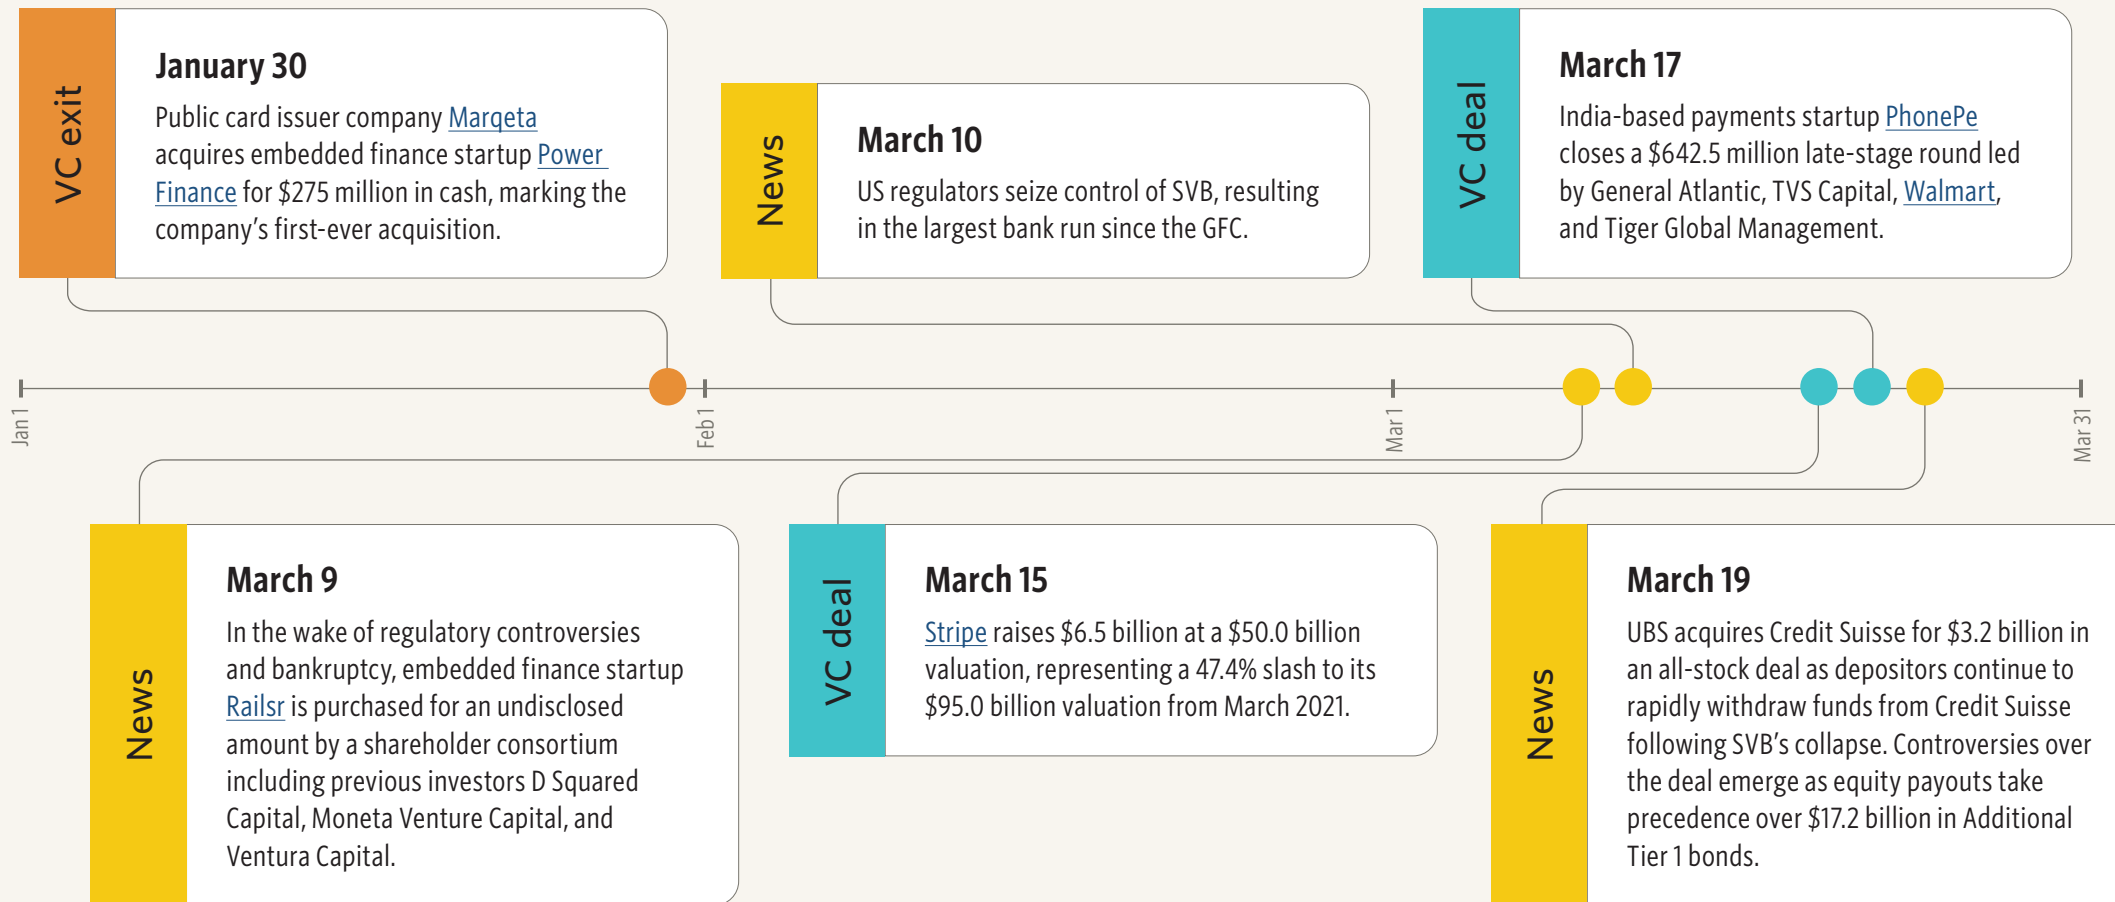 VC exit
January 30
Public card issuer company Marqeta
acquires embedded finance startup Power
Finance for $275 million in cash, marking the
company's first-ever acquisition.
News
March 10
US regulators seize control of SVB, resulting
in the largest bank run since the GFC.
VC deal
March 17
India-based payments startup PhonePe
closes a $642.5 million late-stage round led
by General Atlantic, TVS Capital, Walmart,
and Tiger Global Management.
Jan 1
Feb 1
Mar 1
Mar 31
News
March 9
In the wake of regulatory controversies
and bankruptcy, embedded finance startup
Railsr is purchased for an undisclosed
amount by a shareholder consortium
including previous investors D Squared
Capital, Moneta Venture Capital, and
Ventura Capital.
VC deal
March 15
Stripe raises $6.5 billion at a $50.0 billion
valuation, representing a 47.4% slash to its
$95.0 billion valuation from March 2021.
News
March 19
UBS acquires Credit Suisse for $3.2 billion in
an all-stock deal as depositors continue to
rapidly withdraw funds from Credit Suisse
following SVB's collapse. Controversies over
the deal emerge as equity payouts take
precedence over $17.2 billion in Additional
Tier 1 bonds.